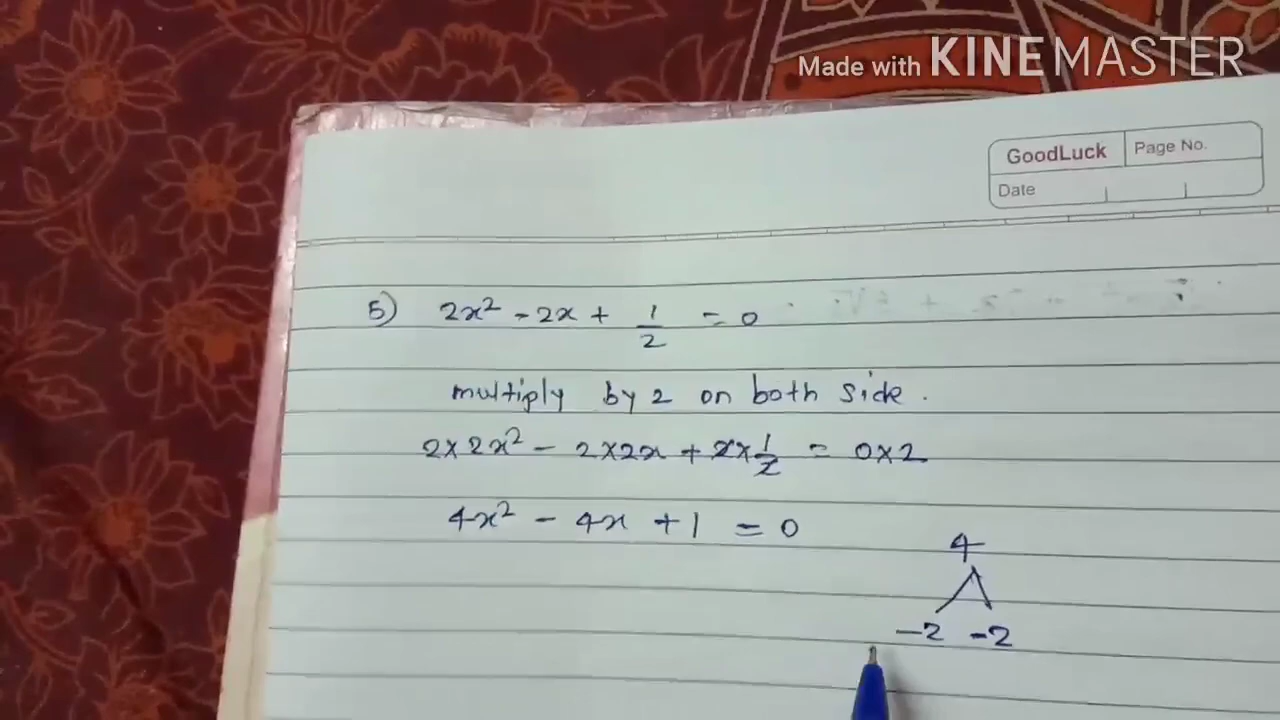 Made with KINEMASTER
GoodLuck Page No.
Date
5) 2x² - 2x + 1/2 = 0
multiply by 2 on both side.
2×2x² - 2×2x + 2×1/2 = 0×2
4x² - 4x + 1 = 0
4
-2 -2